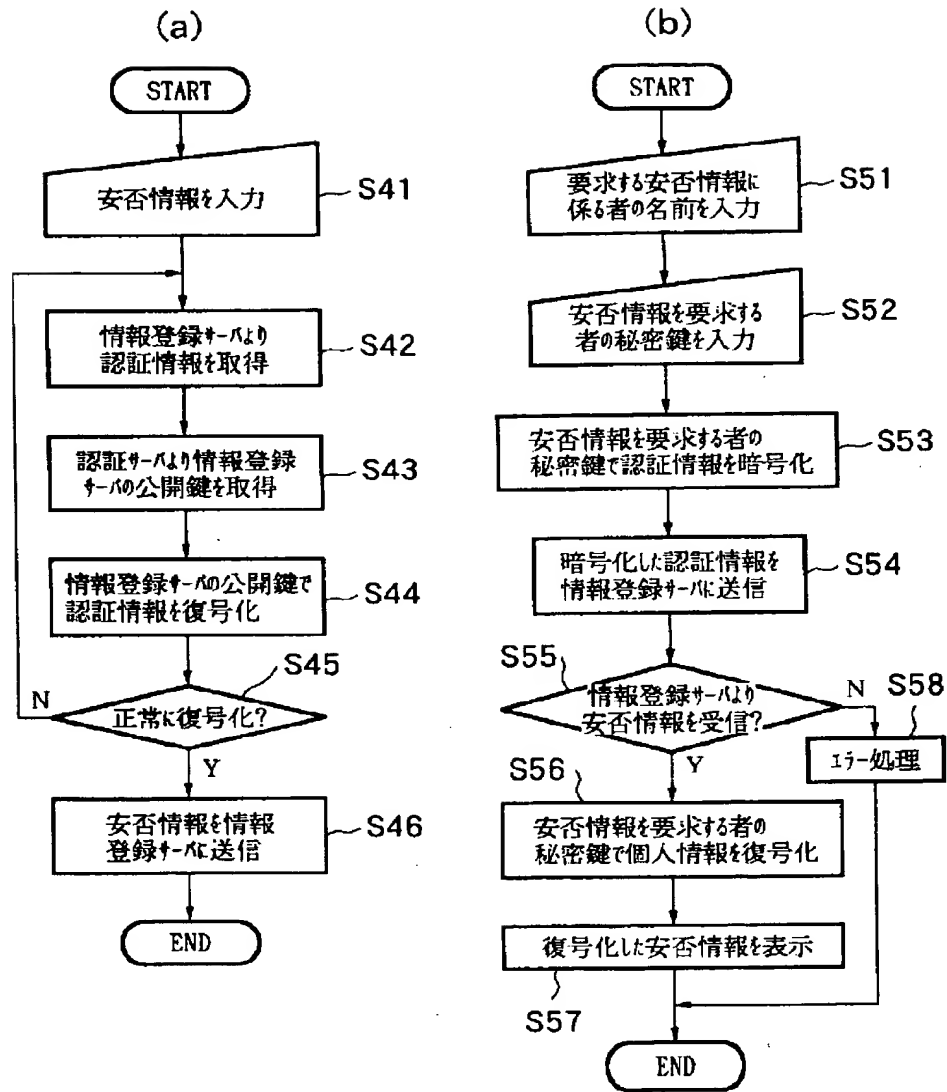 (a)
START
安否情報を入力
S41
情報登録サーバより
認証情報を取得
S42
認証サーバより情報登録
サーバの公開鍵を取得
S43
情報登録サーバの公開鍵で
認証情報を復号化
S44
S45
N
正常に復号化?
Y
安否情報を情報
登録サーバに送信
S46
END
(b)
START
要求する安否情報に
係る者の名前を入力
S51
安否情報を要求する
者の秘密鍵を入力
S52
安否情報を要求する者の
秘密鍵で認証情報を暗号化
S53
暗号化した認証情報を
情報登録サーバに送信
S54
S55
情報登録サーバより
安否情報を受信?
N
S58
エラー処理
Y
S56
安否情報を要求する者の
秘密鍵で個人情報を復号化
復号化した安否情報を表示
S57
END